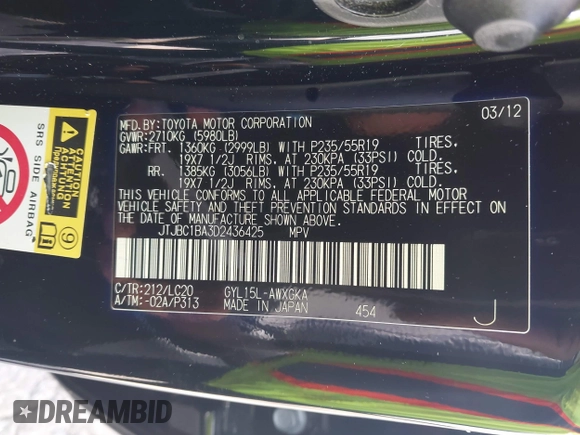 MFD.BY:TOYOTA MOTOR CORPORATION 03/12
GVWR:2710KG (5980LB)
GAWR:FRT. 1360KG (2999LB) WITH P235/55R19 TIRES,
19X7 1/2J RIMS, AT 230KPA (33PSI) COLD.
RR. 1385KG (3056LB) WITH P235/55R19 TIRES,
19X7 1/2J RIMS, AT 230KPA (33PSI) COLD.
THIS VEHICLE CONFORMS TO ALL APPLICABLE FEDERAL MOTOR
VEHICLE SAFETY AND THEFT PREVENTION STANDARDS IN EFFECT ON
THE DATE OF MANUFACTURE SHOWN ABOVE.
JTJBC1BA3D2436425 MPV
C/TR:212/LC20 GYL15L-AWXGKA
A/TM:-02A/P313 MADE IN JAPAN 454
J
SRS SIDE AIRBAG
CAUTION
ATTENTION
9
DREAMBID